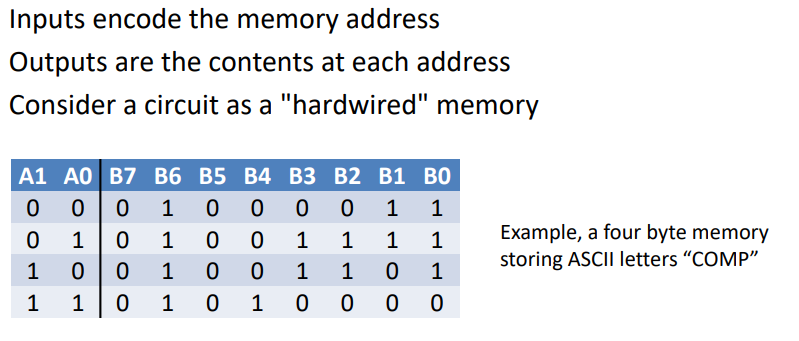 Inputs encode the memory address
Outputs are the contents at each address
Consider a circuit as a "hardwired" memory
A1 A0 B7 B6 B5 B4 B3 B2 B1 B0
0 0 0 1 0 0 0 0 1 1
0 1 0 1 0 0 1 1 1 1
1 0 0 1 0 0 1 1 0 1
1 1 0 1 0 1 0 0 0 0
Example, a four byte memory
storing ASCII letters “COMP”